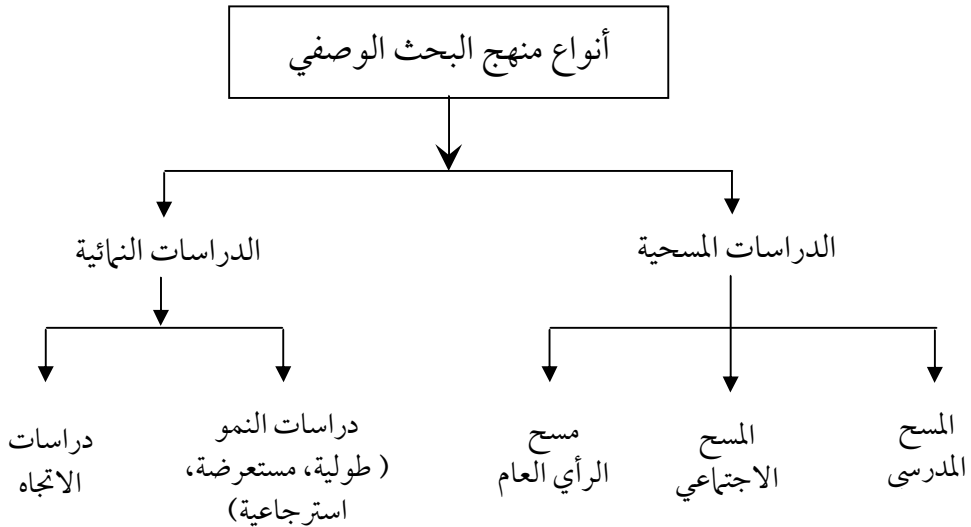 أنواع منهج البحث الوصفي
الدراسات المسحية
الدراسات النمائية
المسح
المدرسى
المسح
الاجتماعي
مسح
الرأي العام
دراسات النمو
( طولية، مستعرضة،
استرجاعية)
دراسات
الاتجاه